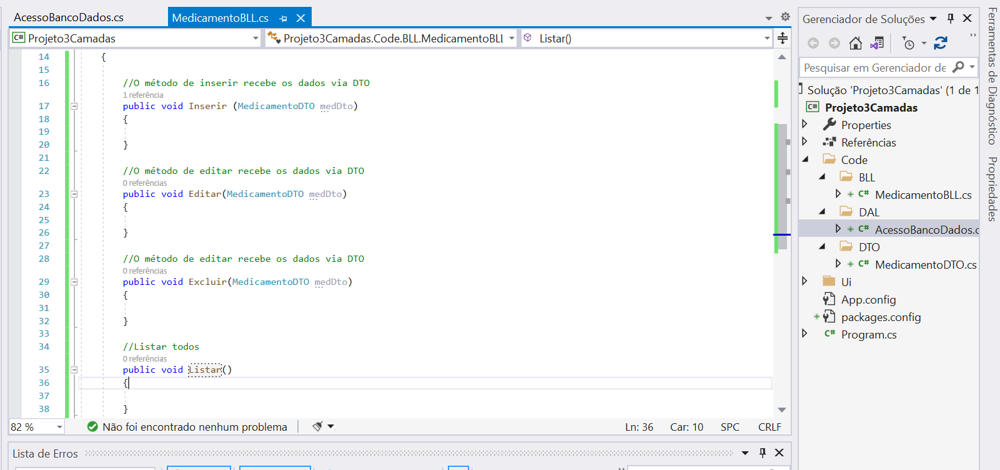 AcessoBancoDados.cs
MedicamentoBLL.cs
C# Projeto3Camadas
Projeto3Camadas.Code.BLL.MedicamentoBLL
Listar()
14 {
15
16 //O método de inserir recebe os dados via DTO
1 referência
17 public void Inserir (MedicamentoDTO medDto)
18 {
19
20 }
21
22 //O método de editar recebe os dados via DTO
0 referências
23 public void Editar(MedicamentoDTO medDto)
24 {
25
26 }
27
28 //O método de editar recebe os dados via DTO
0 referências
29 public void Excluir(MedicamentoDTO medDto)
30 {
31
32 }
33
34 //Listar todos
0 referências
35 public void Listar()
36 {
37
38 }
82 %
Não foi encontrado nenhum problema
Ln: 36
Car: 10
SPC
CRLF
Lista de Erros
Gerenciador de Soluções
Pesquisar em Gerenciador de
Solução 'Projeto3Camadas' (1 de 1
C# Projeto3Camadas
Properties
Referências
Code
BLL
C# MedicamentoBLL.cs
DAL
C# AcessoBancoDados.c
DTO
C# MedicamentoDTO.cs
Ui
App.config
packages.config
C# Program.cs
Ferramentas de Diagnóstico
Propriedades